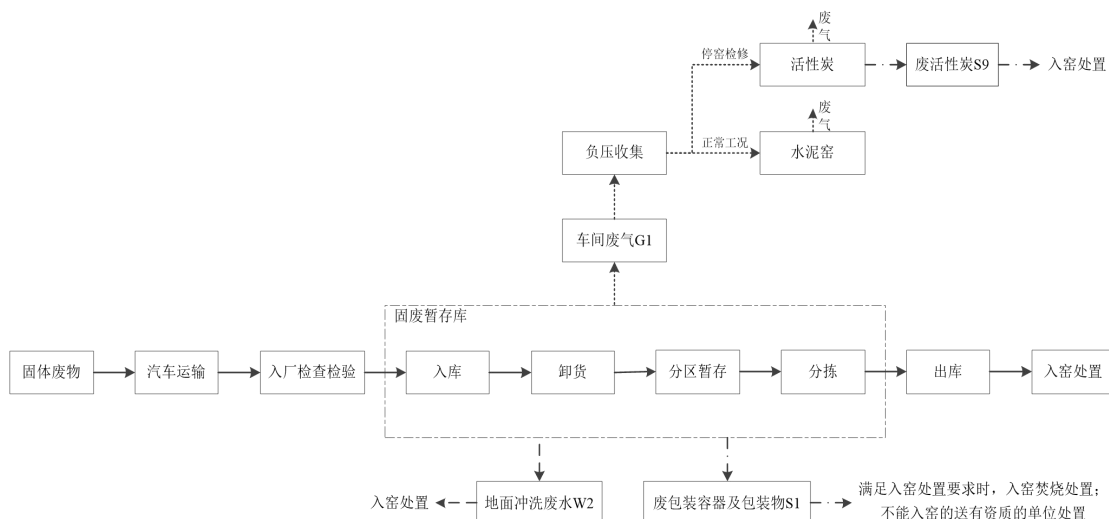 废
气
停窑检修
活性炭
废活性炭S9
入窑处置
废
气
负压收集
正常工况
水泥窑
车间废气G1
固废暂存库
固体废物
汽车运输
入厂检查检验
入库
卸货
分区暂存
分拣
出库
入窑处置
入窑处置
地面冲洗废水W2
废包装容器及包装物S1
满足入窑处置要求时，入窑焚烧处置；
不能入窑的送有资质的单位处置